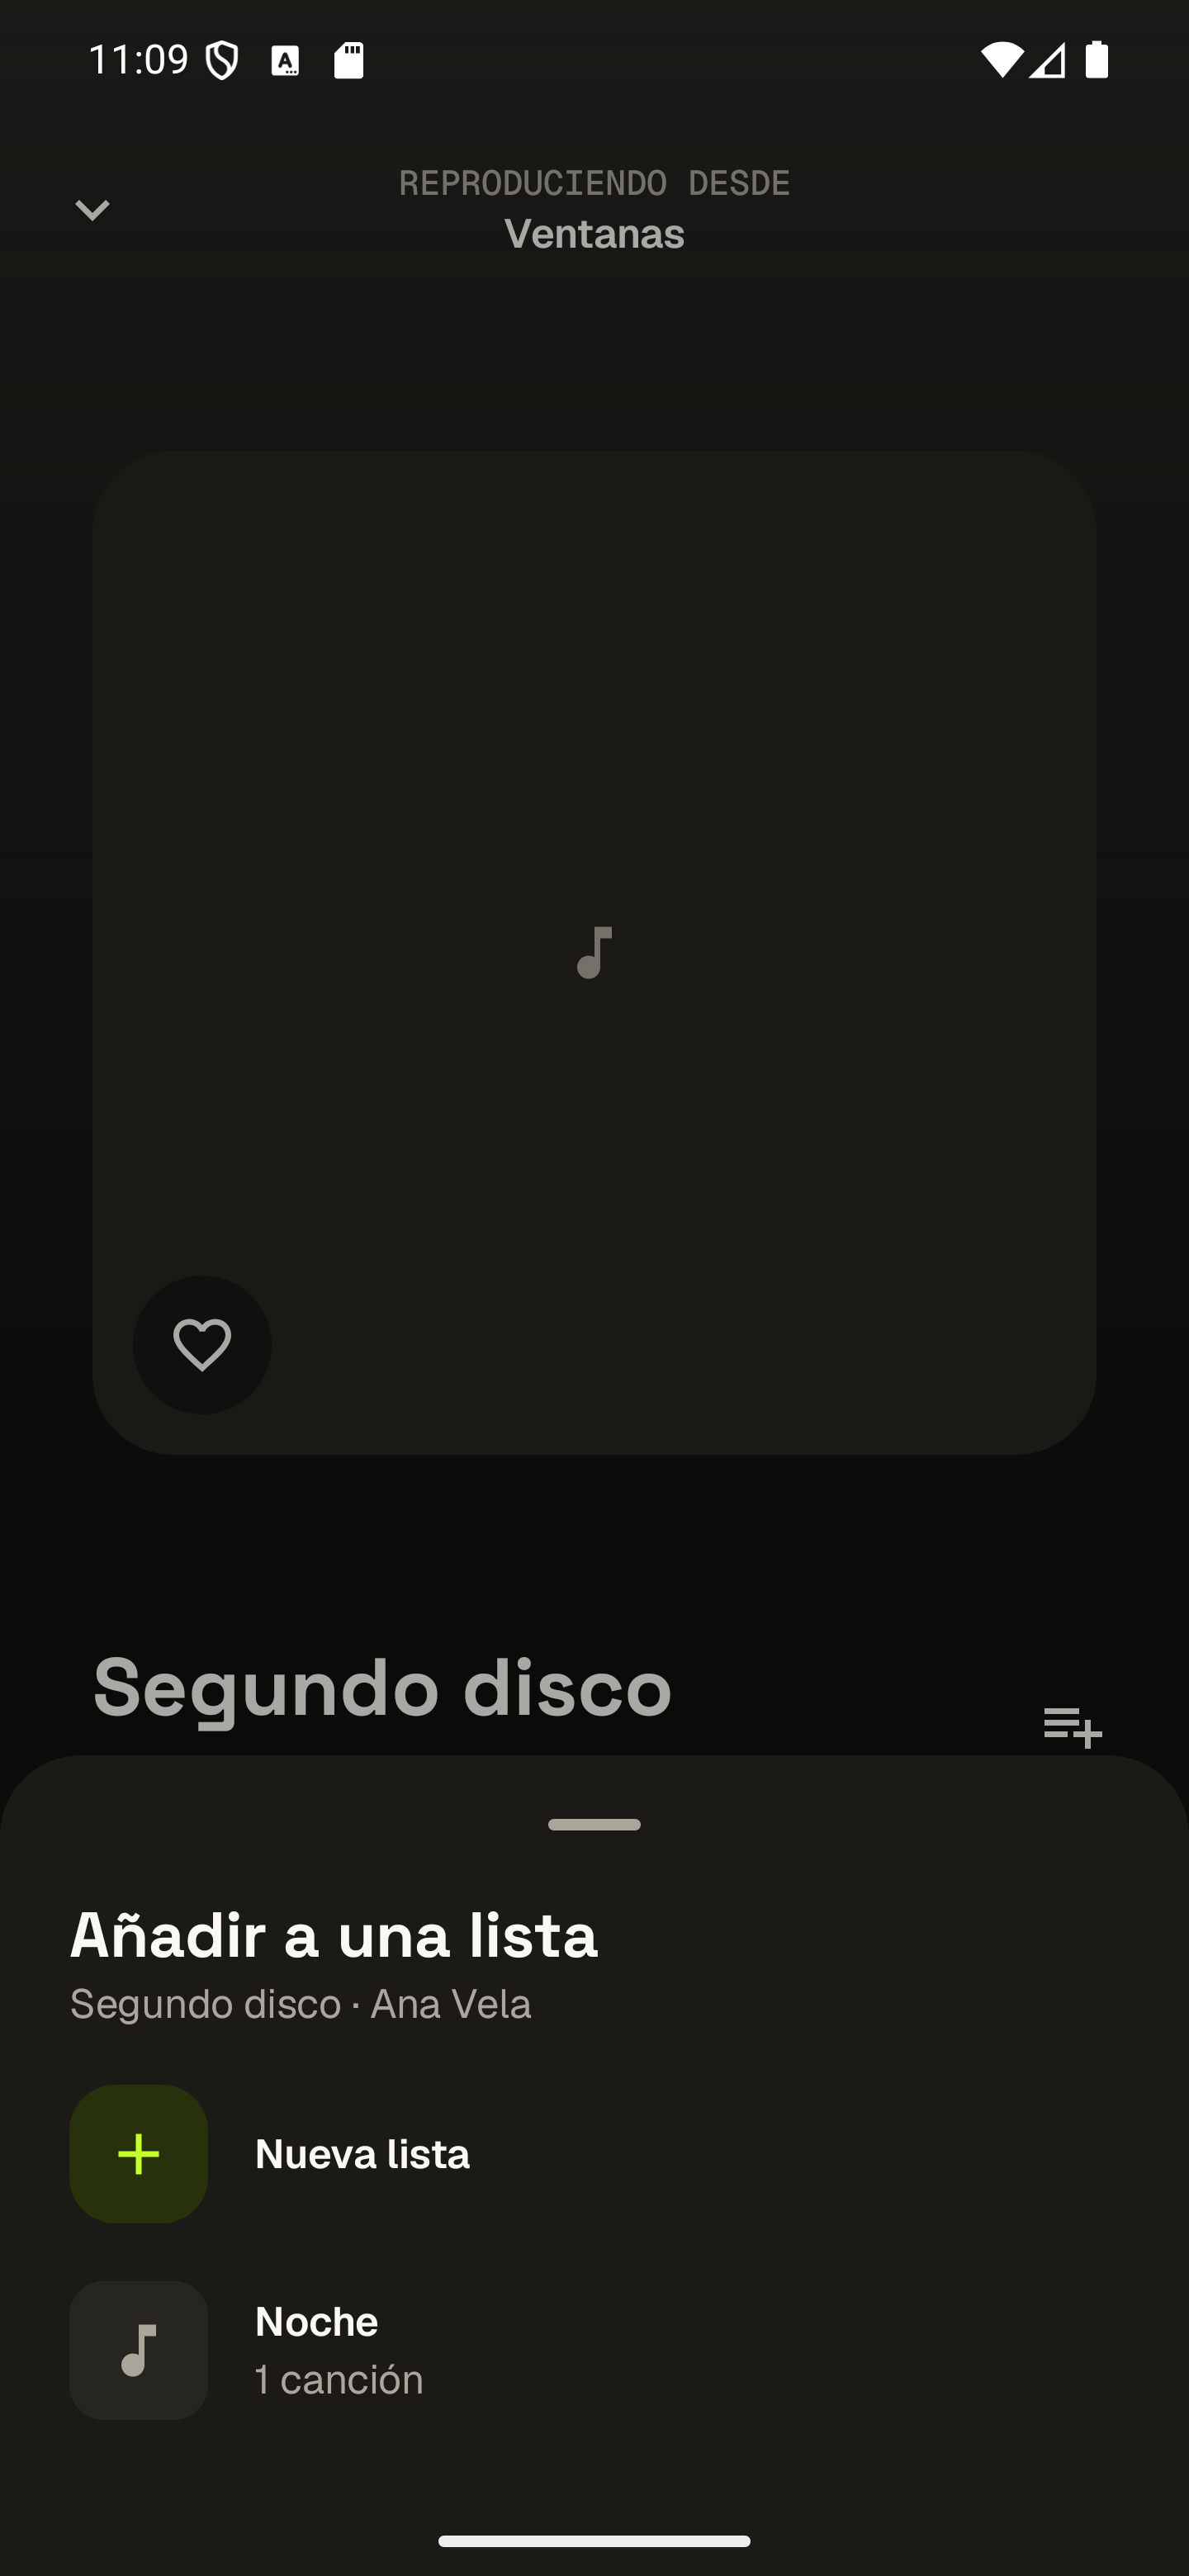 11:09
REPRODUCIENDO DESDE
Ventanas
Segundo disco
Añadir a una lista
Segundo disco · Ana Vela
Nueva lista
Noche
1 canción